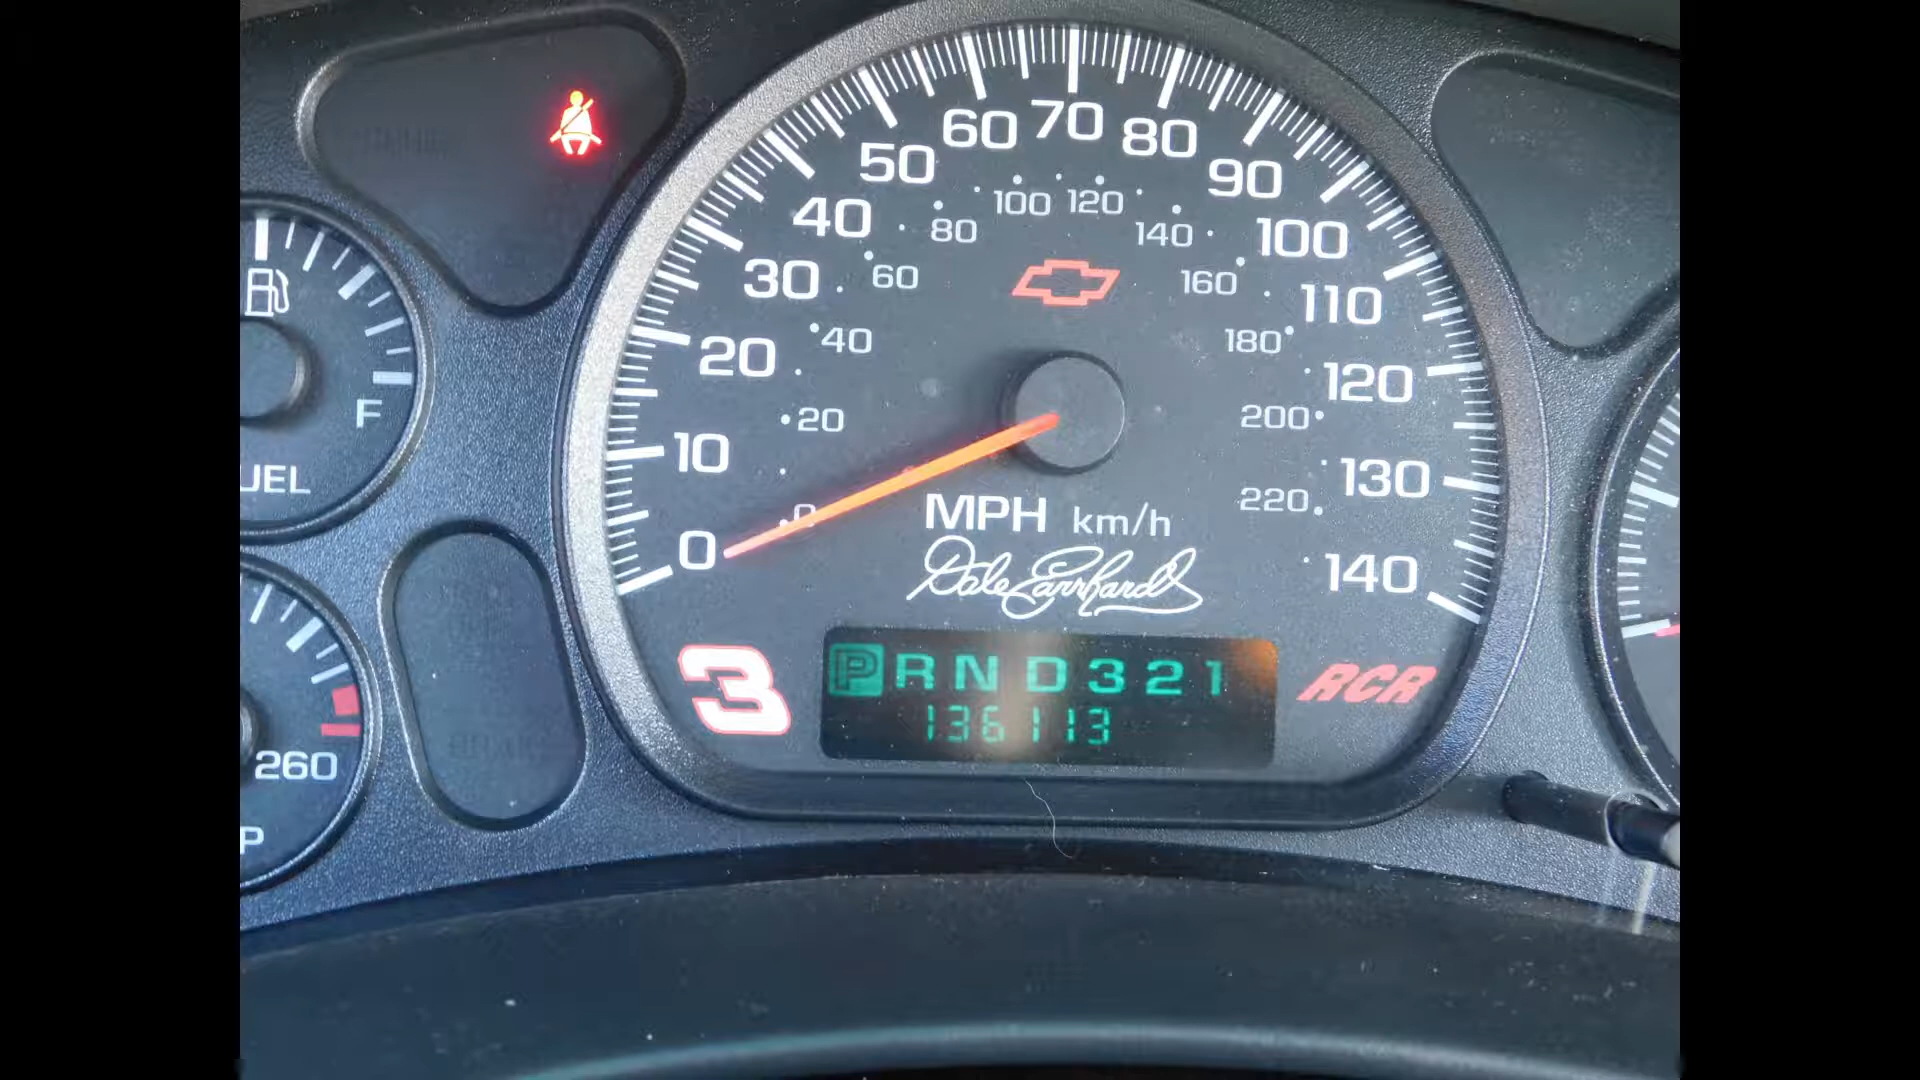 60 70 80
50 90
40 100
30 110
20 120
10 130
0 140
100 120
80 140
60 160
40 180
20 200
0 220
F
UEL
260
P
MPH km/h
Dale Earnhardt
3
PRND321
136113
RCR